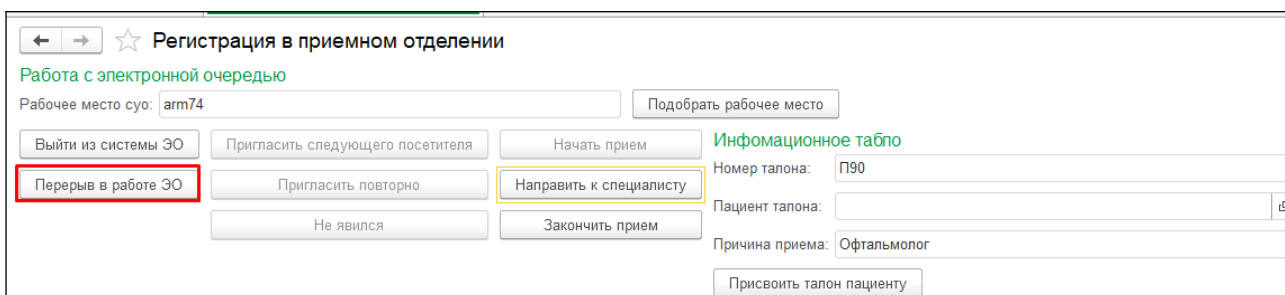 Регистрация в приемном отделении
Работа с электронной очередью
Рабочее место суо: arm74 Подобрать рабочее место
Выйти из системы ЭО Пригласить следующего посетителя Начать прием Инфомационное табло
Номер талона: П90
Перерыв в работе ЭО Пригласить повторно Направить к специалисту
Пациент талона:
Не явился Закончить прием
Причина приема: Офтальмолог
Присвоить талон пациенту